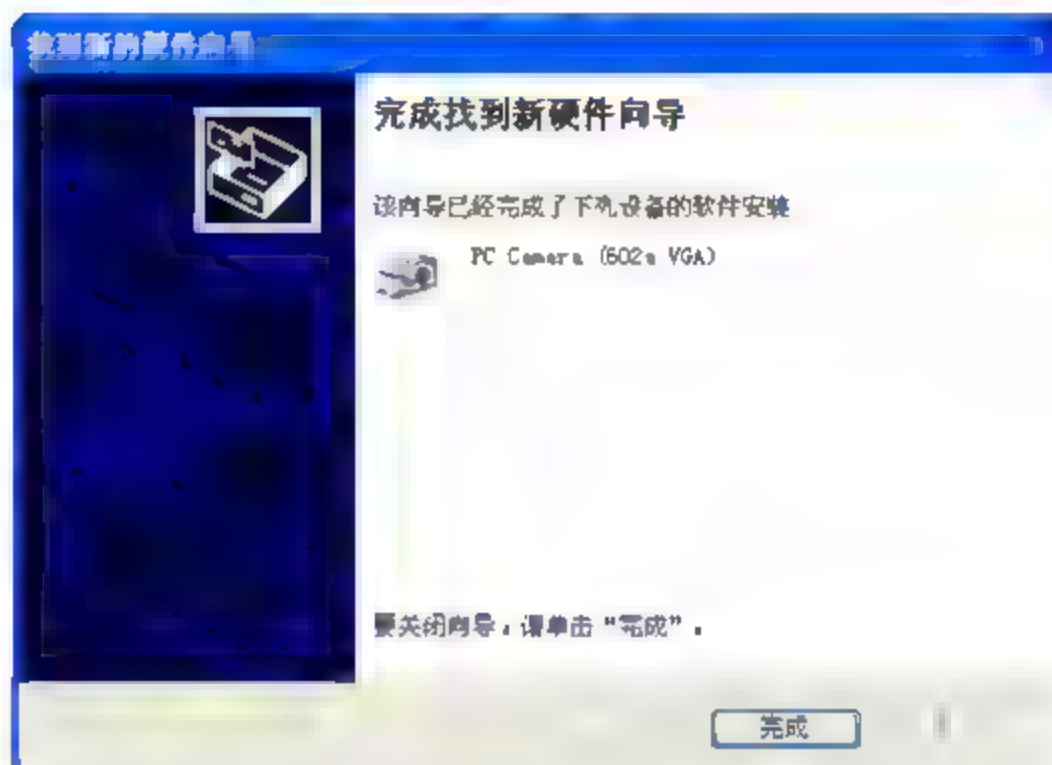 找到新的硬件向导
完成找到新硬件向导
该向导已经完成了下列设备的软件安装
PC Camera (602a VGA)
要关闭向导，请单击“完成”。
完成